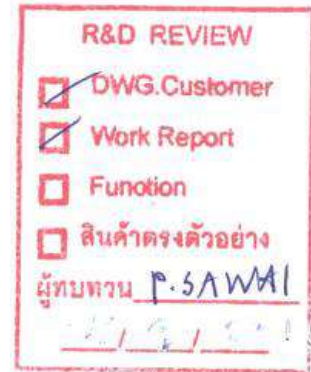 R&D REVIEW
DWG.Customer
Work Report
Function
สินค้าตรงตัวอย่าง
ผู้ทบทวน P.SAWAI